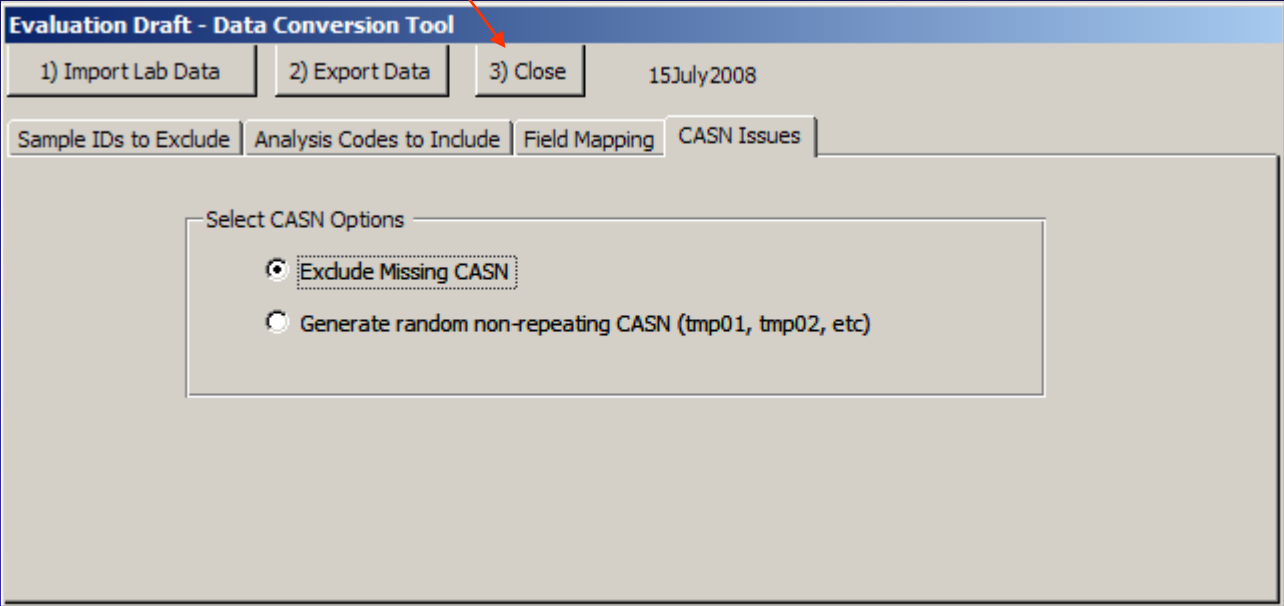 Evaluation Draft - Data Conversion Tool
1) Import Lab Data 2) Export Data 3) Close 15July2008
Sample IDs to Exclude Analysis Codes to Include Field Mapping CASN Issues
Select CASN Options
Exclude Missing CASN
Generate random non-repeating CASN (tmp01, tmp02, etc)